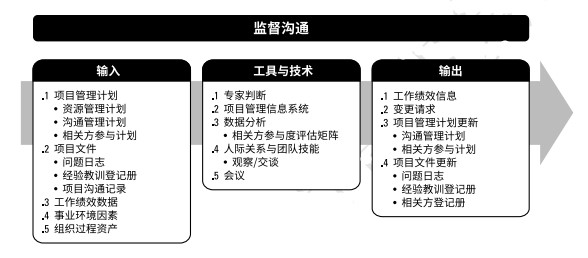 监督沟通
输入
.1 项目管理计划
• 资源管理计划
• 沟通管理计划
• 相关方参与计划
.2 项目文件
• 问题日志
• 经验教训登记册
• 项目沟通记录
.3 工作绩效数据
.4 事业环境因素
.5 组织过程资产
工具与技术
.1 专家判断
.2 项目管理信息系统
.3 数据分析
• 相关方参与度评估矩阵
.4 人际关系与团队技能
• 观察/交谈
.5 会议
输出
.1 工作绩效信息
.2 变更请求
.3 项目管理计划更新
• 沟通管理计划
• 相关方参与计划
.4 项目文件更新
• 问题日志
• 经验教训登记册
• 相关方登记册